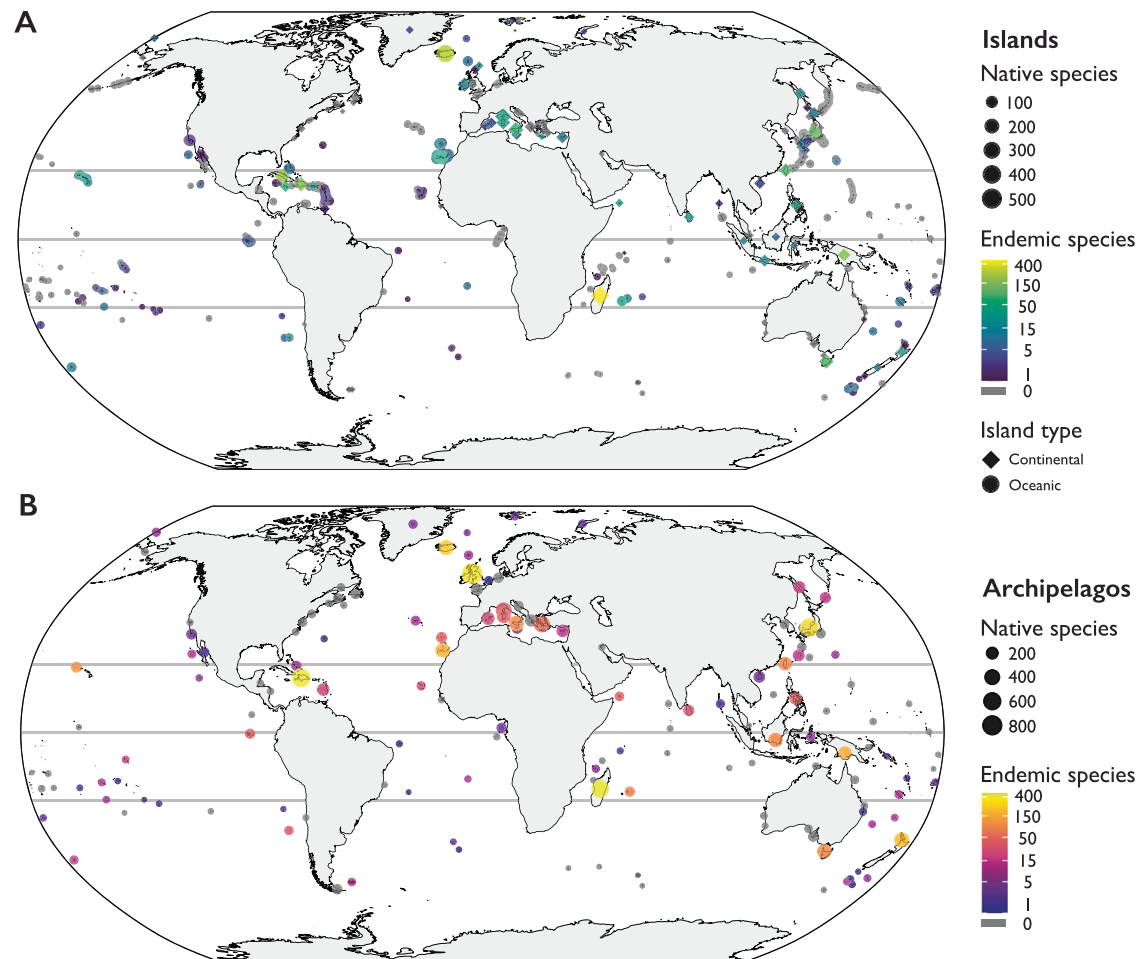 A
Islands
Native species
100
200
300
400
500
Endemic species
400
150
50
15
5
1
0
Island type
Continental
Oceanic
B
Archipelagos
Native species
200
400
600
800
Endemic species
400
150
50
15
5
1
0